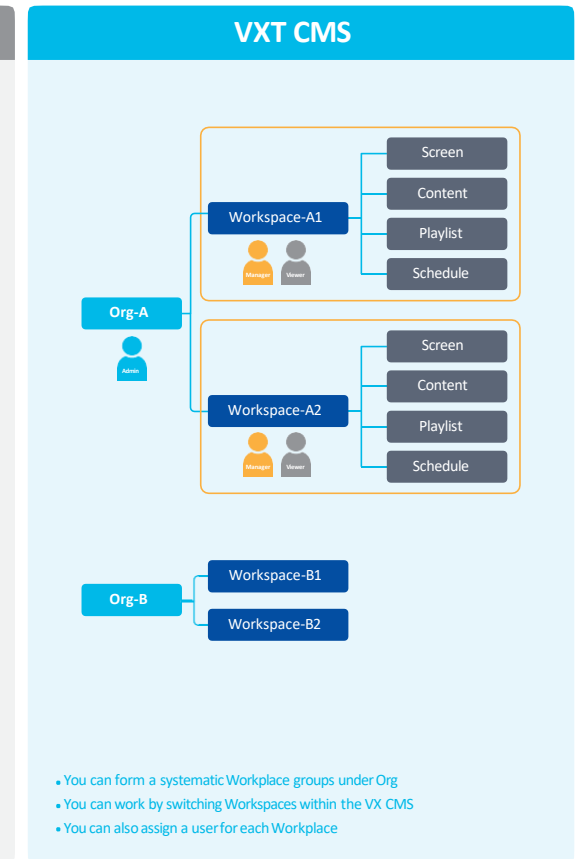 VXT CMS
Screen
Content
Workspace-A1
Playlist
Manager
Viewer
Schedule
Org-A
Admin
Screen
Content
Workspace-A2
Playlist
Manager
Viewer
Schedule
Workspace-B1
Org-B
Workspace-B2
• You can form a systematic Workplace groups under Org
• You can work by switching Workspaces within the VX CMS
• You can also assign a user for each Workplace